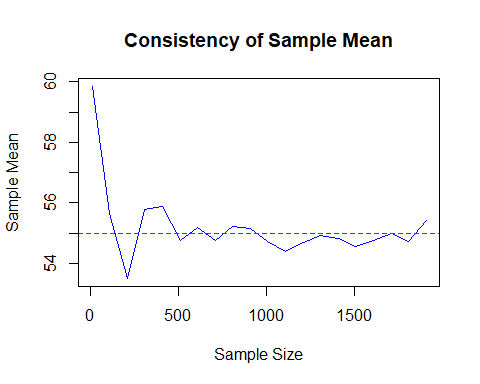 Consistency of Sample Mean
Sample Mean
60
58
56
54
0 500 1000 1500
Sample Size